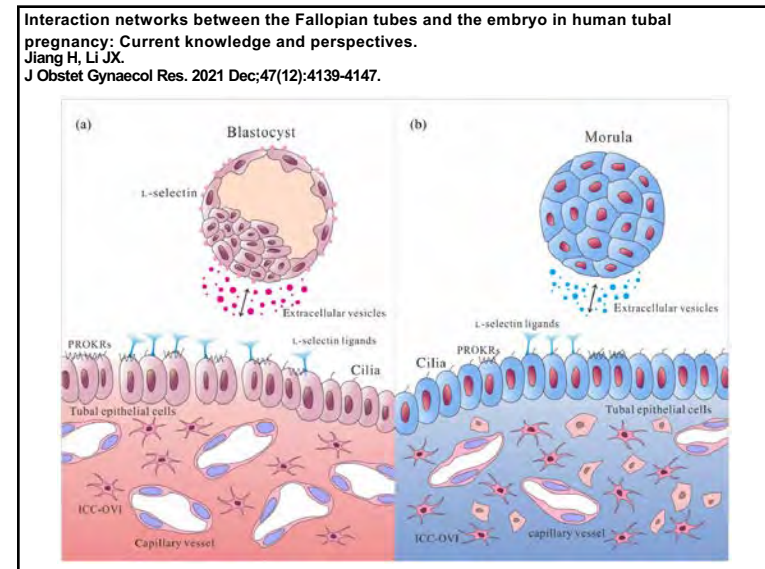 Interaction networks between the Fallopian tubes and the embryo in human tubal
pregnancy: Current knowledge and perspectives.
Jiang H, Li JX.
J Obstet Gynaecol Res. 2021 Dec;47(12):4139-4147.
(a)
Blastocyst
L-selectin
Extracellular vesicles
L-selectin ligands
PROKRs
Cilia
Tubal epithelial cells
ICC-OVI
Capillary vessel
(b)
Morula
Extracellular vesicles
L-selectin ligands
PROKRs
Cilia
Tubal epithelial cells
ICC-OVI
capillary vessel